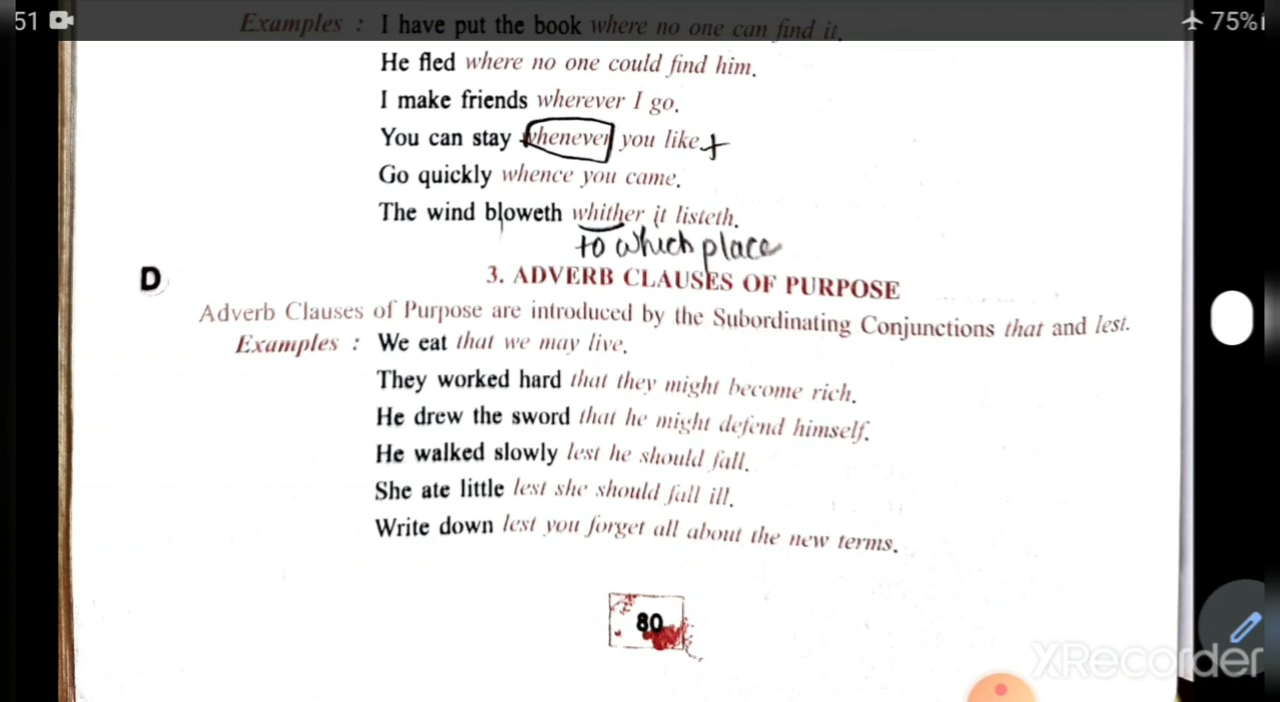 51
75%
Examples : I have put the book where no one can find it.
He fled where no one could find him.
I make friends wherever I go.
You can stay whenever you like.
Go quickly whence you came.
The wind bloweth whither it listeth.
to which place
D
3. ADVERB CLAUSES OF PURPOSE
Adverb Clauses of Purpose are introduced by the Subordinating Conjunctions that and lest.
Examples : We eat that we may live.
They worked hard that they might become rich.
He drew the sword that he might defend himself.
He walked slowly lest he should fall.
She ate little lest she should fall ill.
Write down lest you forget all about the new terms.
80
XRecorder